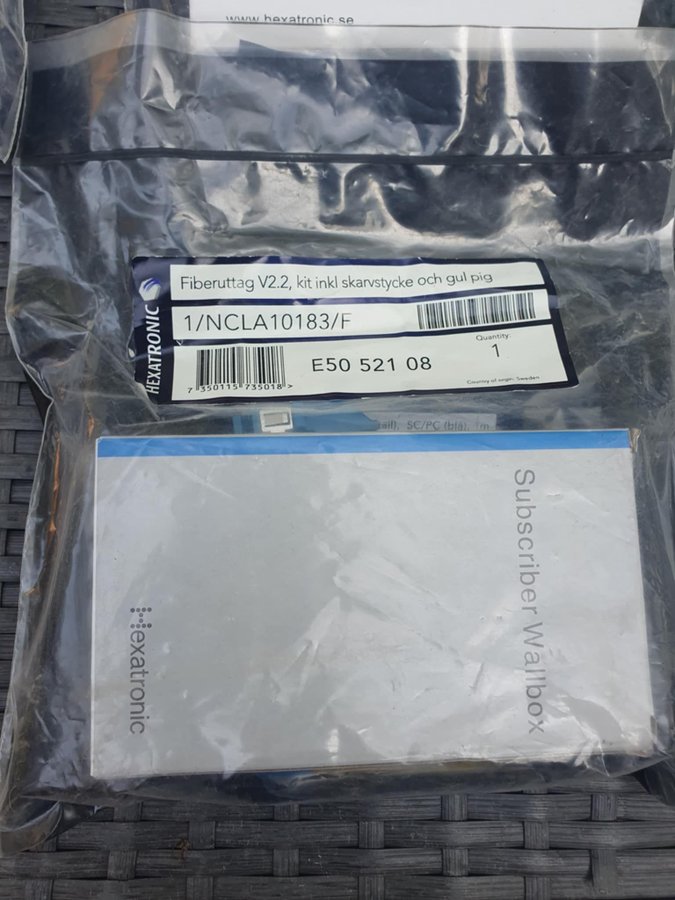 www.hexatronic.se
HEXATRONIC
Fiberuttag V2.2, kit inkl skarvstycke och gul pig
1/NCLA10183/F
7 350115 735018 >
E50 521 08
Quantity:
1
Country of origin: Sweden
SC/PC (blå), 1m
Subscriber Wallbox
Hexatronic